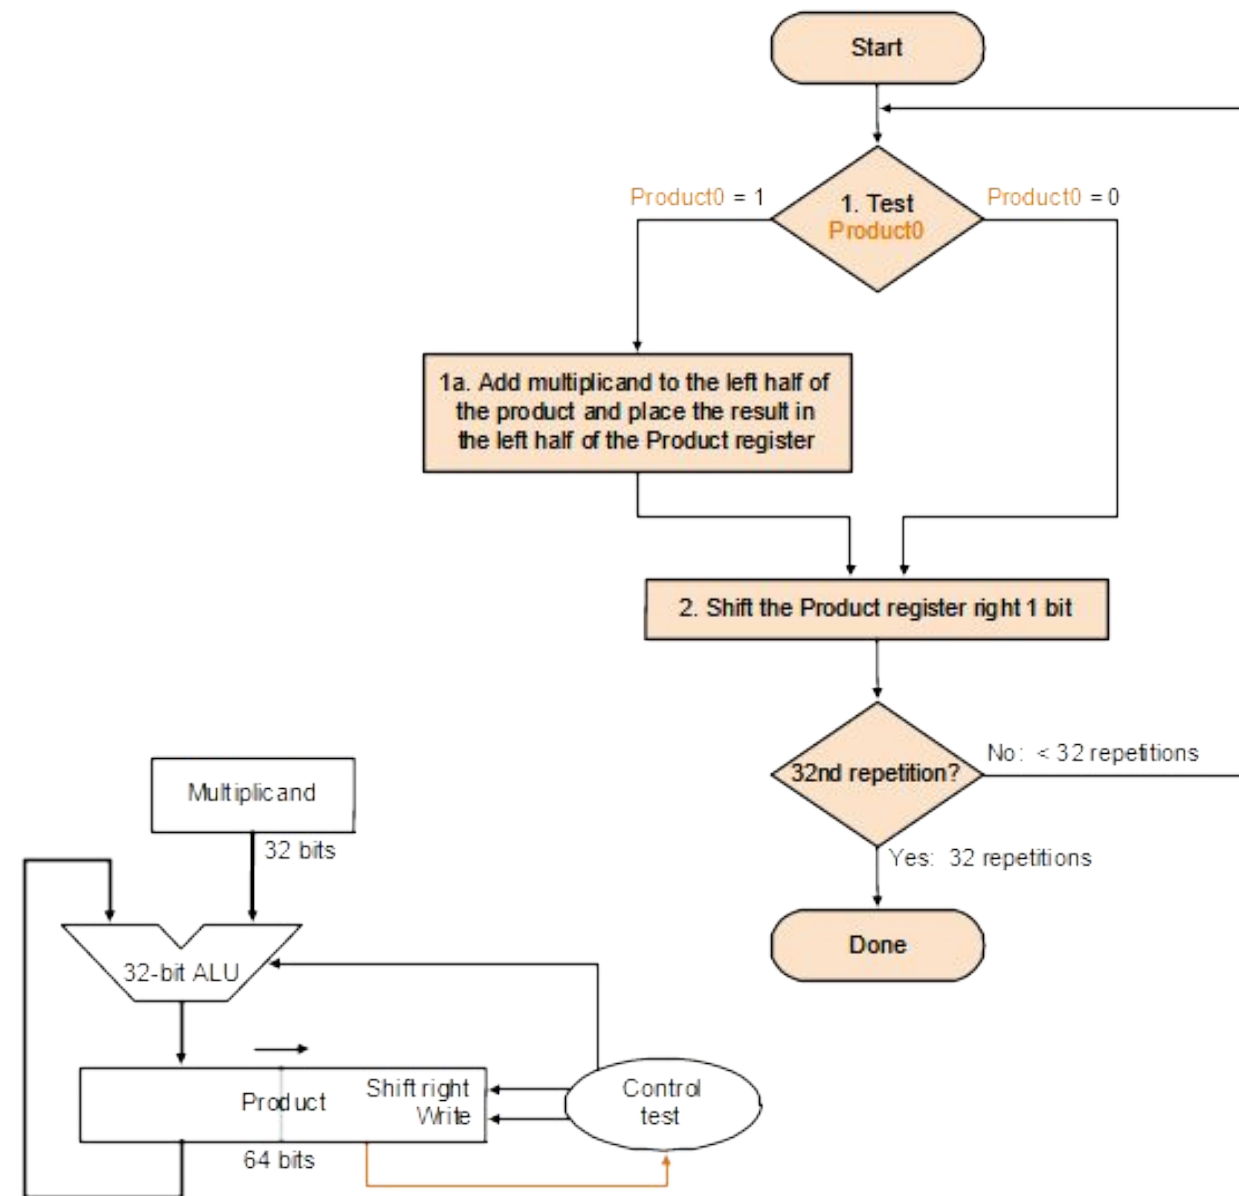 Start
Product0 = 1
Product0 = 0
1. Test
Product0
1a. Add multiplicand to the left half of
the product and place the result in
the left half of the Product register
2. Shift the Product register right 1 bit
32nd repetition?
No: < 32 repetitions
Yes: 32 repetitions
Done
Multiplicand
32 bits
32-bit ALU
Product
Shift right
Write
64 bits
Control
test